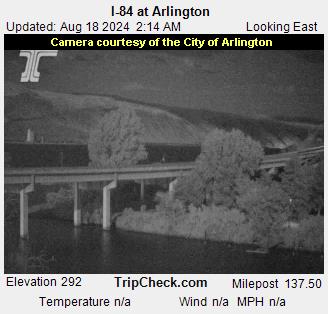 I-84 at Arlington
Updated: Aug 18 2024 2:14 AM Looking East
Camera courtesy of the City of Arlington
Elevation 292 TripCheck.com Milepost 137.50
Temperature n/a Wind n/a MPH n/a